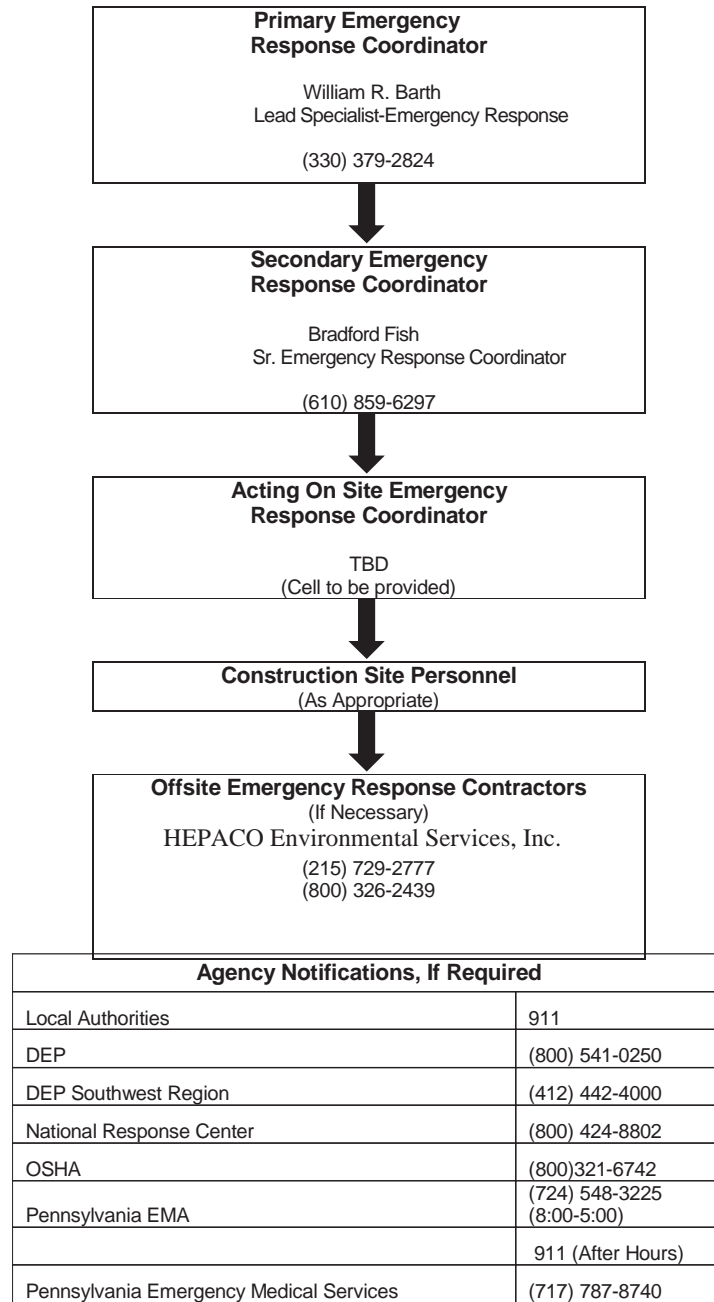 Primary Emergency
Response Coordinator
William R. Barth
Lead Specialist-Emergency Response
(330) 379-2824
Secondary Emergency
Response Coordinator
Bradford Fish
Sr. Emergency Response Coordinator
(610) 859-6297
Acting On Site Emergency
Response Coordinator
TBD
(Cell to be provided)
Construction Site Personnel
(As Appropriate)
Offsite Emergency Response Contractors
(If Necessary)
HEPACO Environmental Services, Inc.
(215) 729-2777
(800) 326-2439
Agency Notifications, If Required
Local Authorities 911
DEP (800) 541-0250
DEP Southwest Region (412) 442-4000
National Response Center (800) 424-8802
OSHA (800)321-6742
Pennsylvania EMA (724) 548-3225
(8:00-5:00)
911 (After Hours)
Pennsylvania Emergency Medical Services (717) 787-8740